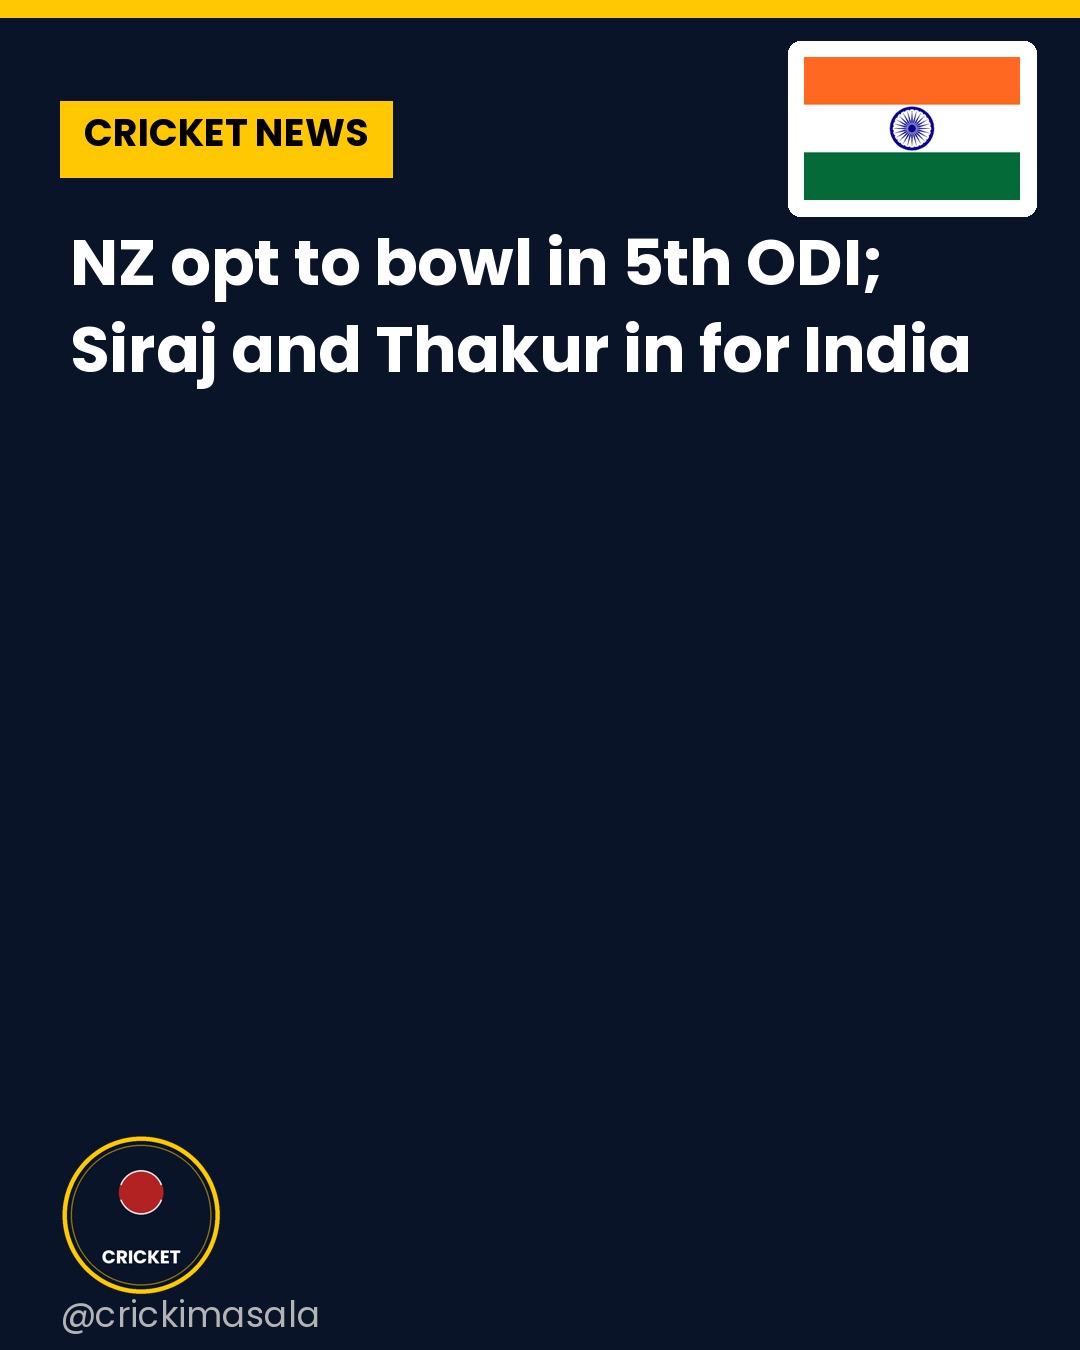 CRICKET NEWS
NZ opt to bowl in 5th ODI;
Siraj and Thakur in for India
CRICKET
@crickimasala